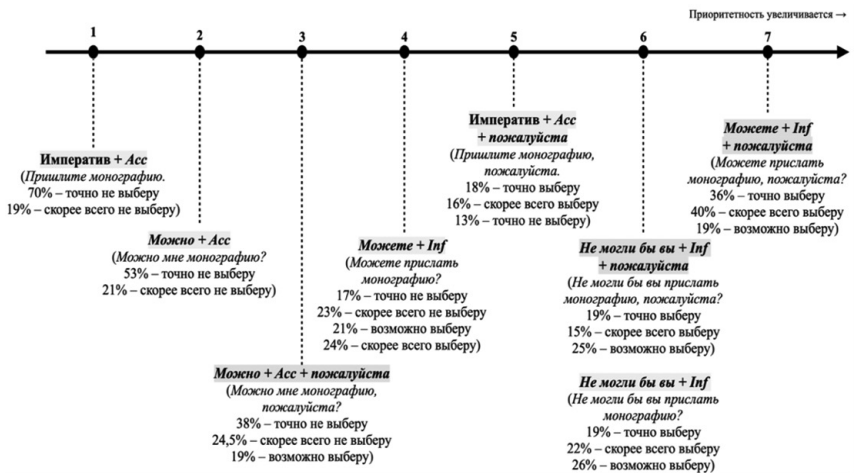 Приоритетность увеличивается →
1
2
3
4
5
6
7
Императив + Acc
(Пришлите монографию.
70% – точно не выберу
19% – скорее всего не выберу)
Можно + Acc
(Можно мне монографию?
53% – точно не выберу
21% – скорее всего не выберу)
Можно + Acc + пожалуйста
(Можно мне монографию,
пожалуйста?
38% – точно не выберу
24,5% – скорее всего не выберу
19% – возможно выберу)
Можете + Inf
(Можете прислать
монографию?
17% – точно не выберу
23% – скорее всего не выберу
21% – возможно выберу
24% – скорее всего выберу)
Императив + Acc
+ пожалуйста
(Пришлите монографию,
пожалуйста.
18% – точно выберу
16% – скорее всего выберу
13% – точно не выберу)
Не могли бы вы + Inf
+ пожалуйста
(Не могли бы вы прислать
монографию, пожалуйста?
19% – точно выберу
15% – скорее всего выберу
25% – возможно выберу)
Не могли бы вы + Inf
(Не могли бы вы прислать
монографию?
19% – точно выберу
22% – скорее всего выберу
26% – возможно выберу)
Можете + Inf
+ пожалуйста
(Можете прислать
монографию, пожалуйста?
36% – точно выберу
40% – скорее всего выберу
19% – возможно выберу)